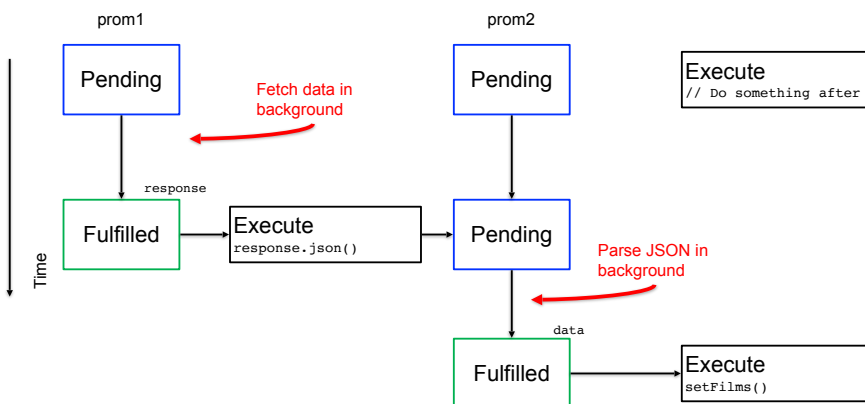 prom1
prom2
Pending
Fetch data in
background
Pending
Execute
// Do something after
response
Fulfilled
Execute
response.json()
Pending
Parse JSON in
background
Time
data
Fulfilled
Execute
setFilms()